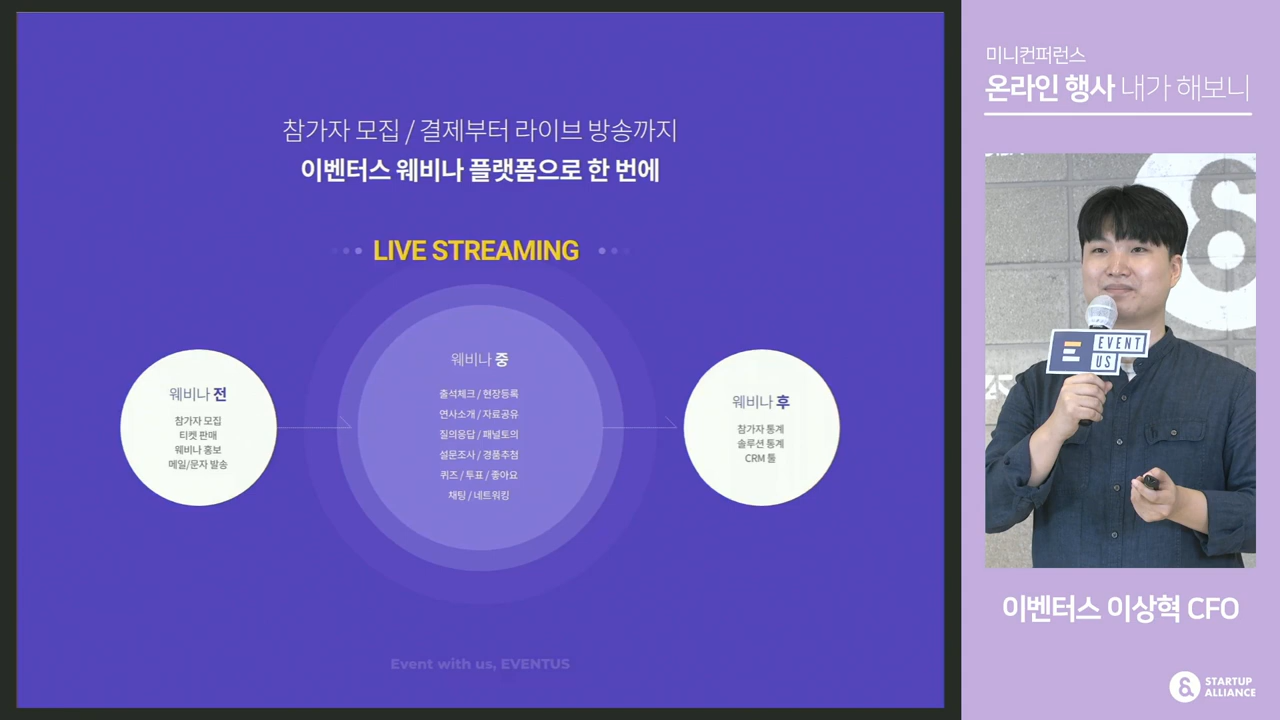 참가자 모집 / 결제부터 라이브 방송까지
이벤터스 웨비나 플랫폼으로 한 번에
LIVE STREAMING
웨비나 전
참가자 모집
티켓 판매
웨비나 홍보
메일/문자 발송
웨비나 중
출석체크 / 현장등록
연사소개 / 자료공유
질의응답 / 패널토의
설문조사 / 경품추첨
퀴즈 / 투표 / 좋아요
채팅 / 네트워킹
웨비나 후
참가자 통계
솔루션 통계
CRM 툴
Event with us, EVENTUS
미니컨퍼런스
온라인 행사 내가 해보니
&
E EVENT
US
이벤터스 이상혁 CFO
& STARTUP
ALLIANCE